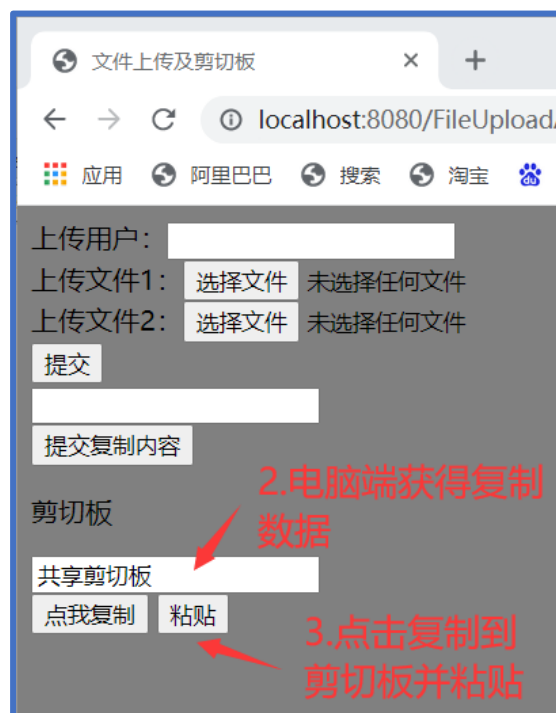 文件上传及剪切板
localhost:8080/FileUpload/
应用 阿里巴巴 搜索 淘宝 du
上传用户：
上传文件1： 选择文件 未选择任何文件
上传文件2： 选择文件 未选择任何文件
提交
提交复制内容
2.电脑端获得复制
数据
剪切板
共享剪切板
点我复制 粘贴
3.点击复制到
剪切板并粘贴